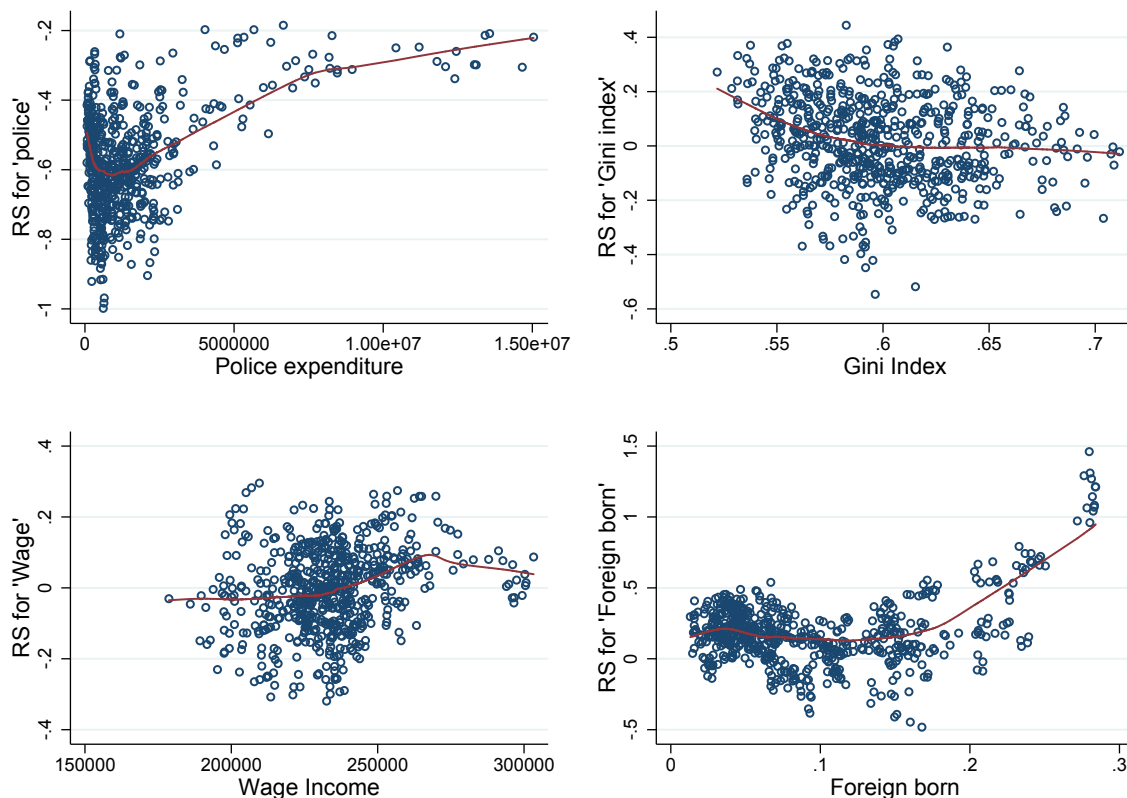 RS for 'police'
-.2
-.4
-.6
-.8
-1
0 5000000 1.00e+07 1.50e+07
Police expenditure
RS for 'Gini index'
.4
.2
0
-.2
-.4
-.6
.5 .55 .6 .65 .7
Gini Index
RS for 'Wage'
.4
.2
0
-.2
-.4
150000 200000 250000 300000
Wage Income
RS for 'Foreign born'
1.5
1
.5
0
-.5
0 .1 .2 .3
Foreign born